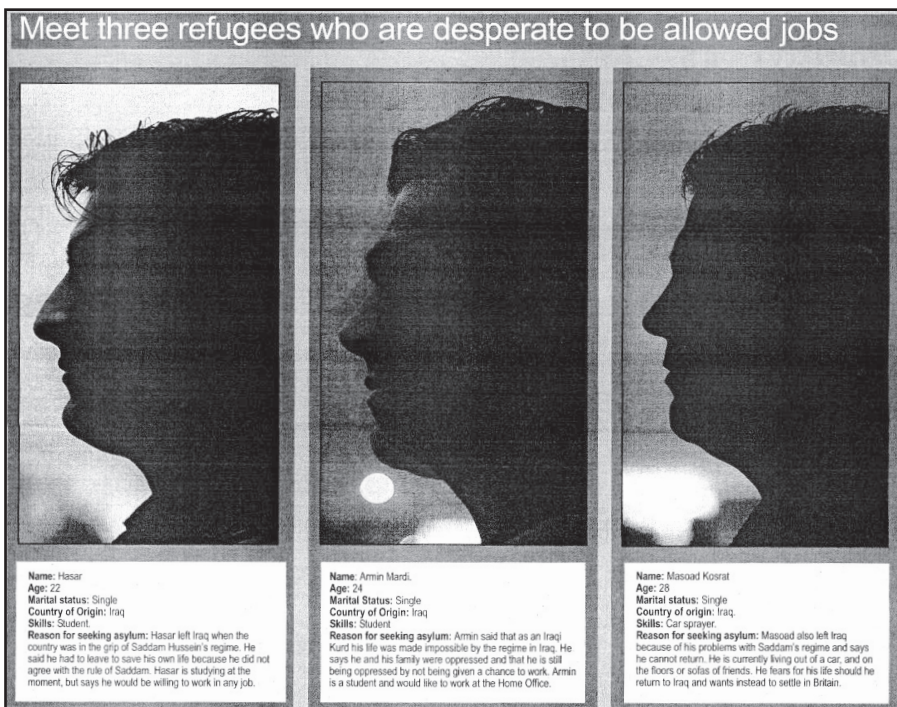 Meet three refugees who are desperate to be allowed jobs
Name: Hasar
Age: 22
Marital status: Single
Country of Origin: Iraq
Skills: Student.
Reason for seeking asylum: Hasar left Iraq when the
country was in the grip of Saddam Hussein's regime. He
said he had to leave to save his own life because he did not
agree with the rule of Saddam. Hasar is studying at the
moment, but says he would be willing to work in any job.
Name: Armin Mardi.
Age: 24
Marital Status: Single
Country of Origin: Iraq
Skills: Student
Reason for seeking asylum: Armin said that as an Iraqi
Kurd his life was made impossible by the regime in Iraq. He
says he and his family were oppressed and that he is still
being oppressed by not being given a chance to work. Armin
is a student and would like to work at the Home Office.
Name: Masoad Kosrat
Age: 28
Marital status: Single
Country of Origin: Iraq.
Skills: Car sprayer.
Reason for seeking asylum: Masoad also left Iraq
because of his problems with Saddam's regime and says
he cannot return. He is currently living out of a car, and on
the floors or sofas of friends. He fears for his life should he
return to Iraq and wants instead to settle in Britain.